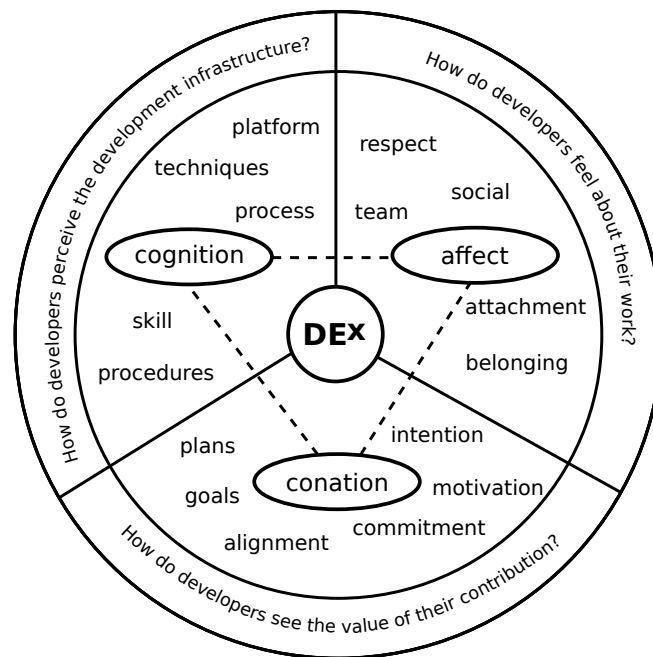 How do developers perceive the development infrastructure?
How do developers feel about their work?
platform
respect
techniques
social
process
team
cognition
affect
attachment
skill
DEx
belonging
procedures
intention
plans
conation
motivation
goals
commitment
alignment
How do developers see the value of their contribution?